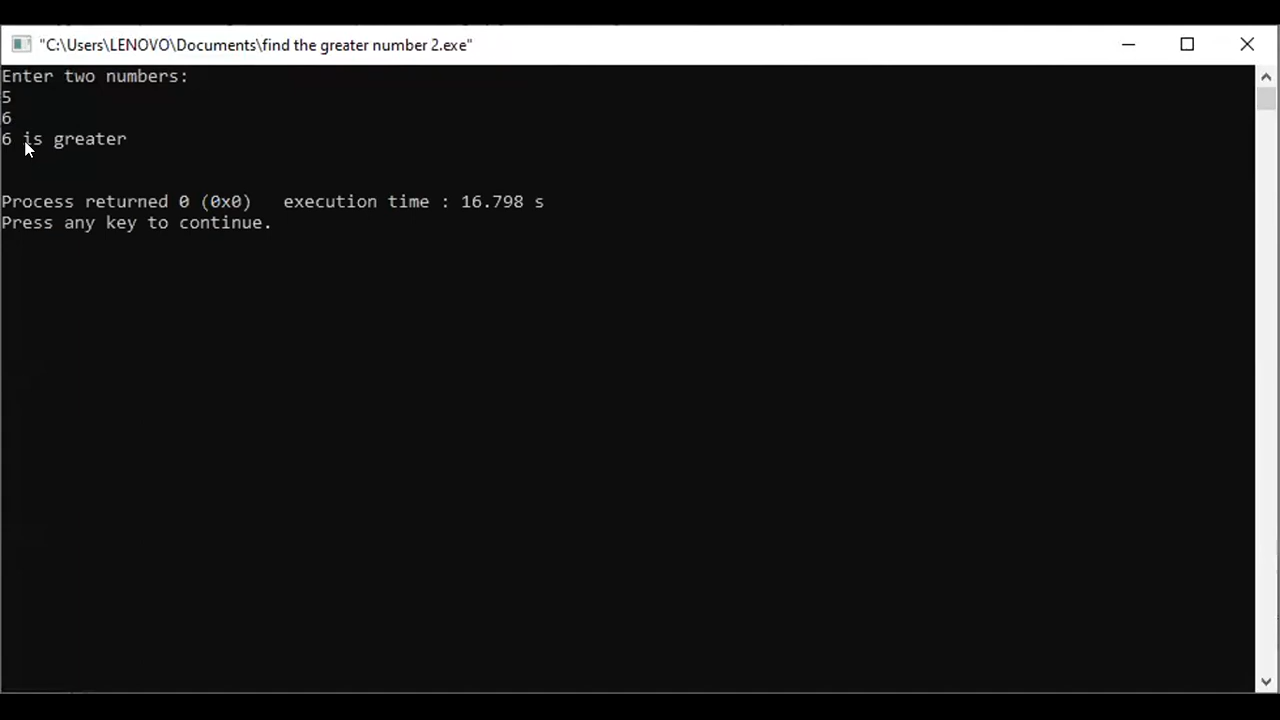 "C:\Users\LENOVO\Documents\find the greater number 2.exe"
Enter two numbers:
5
6
6 is greater
Process returned 0 (0x0)   execution time : 16.798 s
Press any key to continue.